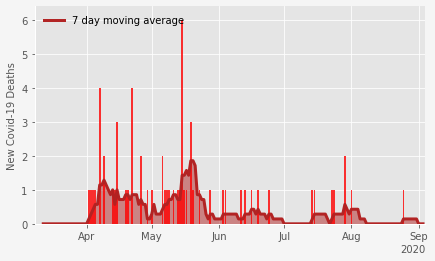 7 day moving average
New Covid-19 Deaths
6
5
4
3
2
1
0
Apr
May
Jun
Jul
Aug
Sep
2020